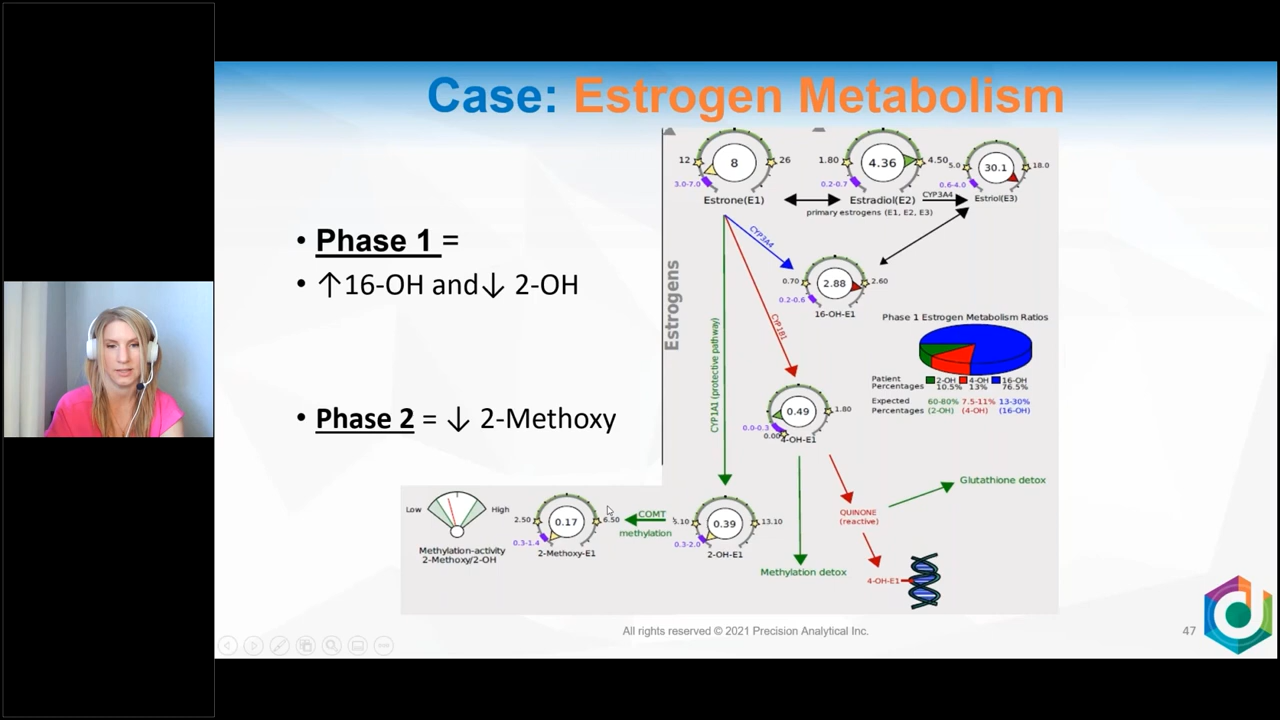 Case: Estrogen Metabolism
• Phase 1 =
• ↑16-OH and↓ 2-OH
• Phase 2 = ↓ 2-Methoxy
12 8 26
3.0-7.0
Estrone(E1)
1.80 4.36 4.50
0.2-0.7
Estradiol(E2)
CYP3A4
5.0 30.1 18.0
0.6-4.0
Estriol(E3)
primary estrogens (E1, E2, E3)
Estrogens
CYP3A4
0.70 2.88 2.60
0.2-0.6
16-OH-E1
CYP1B1
CYP1A1 (protective pathway)
Phase 1 Estrogen Metabolism Ratios
Patient Percentages
2-OH 4-OH 16-OH
10.5% 13% 76.5%
Expected Percentages
60-80% 7.5-11% 13-30%
(2-OH) (4-OH) (16-OH)
0.49 1.80
0.0-0.3
0.00
4-OH-E1
Glutathione detox
QUINONE
(reactive)
4-OH-E1
Methylation detox
Low High
Methylation-activity
2-Methoxy/2-OH
2.50 0.17 6.50
0.3-1.4
2-Methoxy-E1
COMT
methylation
5.10 0.39 13.10
0.3-2.0
2-OH-E1
All rights reserved © 2021 Precision Analytical Inc.
47